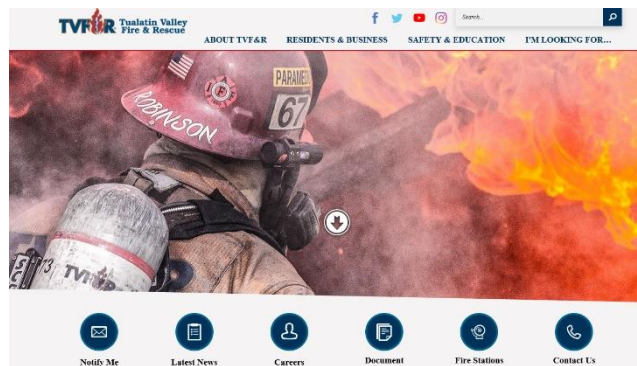 TVF&R Tualatin Valley
Fire & Rescue
Search...
ABOUT TVF&R RESIDENTS & BUSINESS SAFETY & EDUCATION I'M LOOKING FOR...
PARAMEDIC
67
ROBINSON
73
TVF&R
Notify Me Latest News Careers Document Fire Stations Contact Us